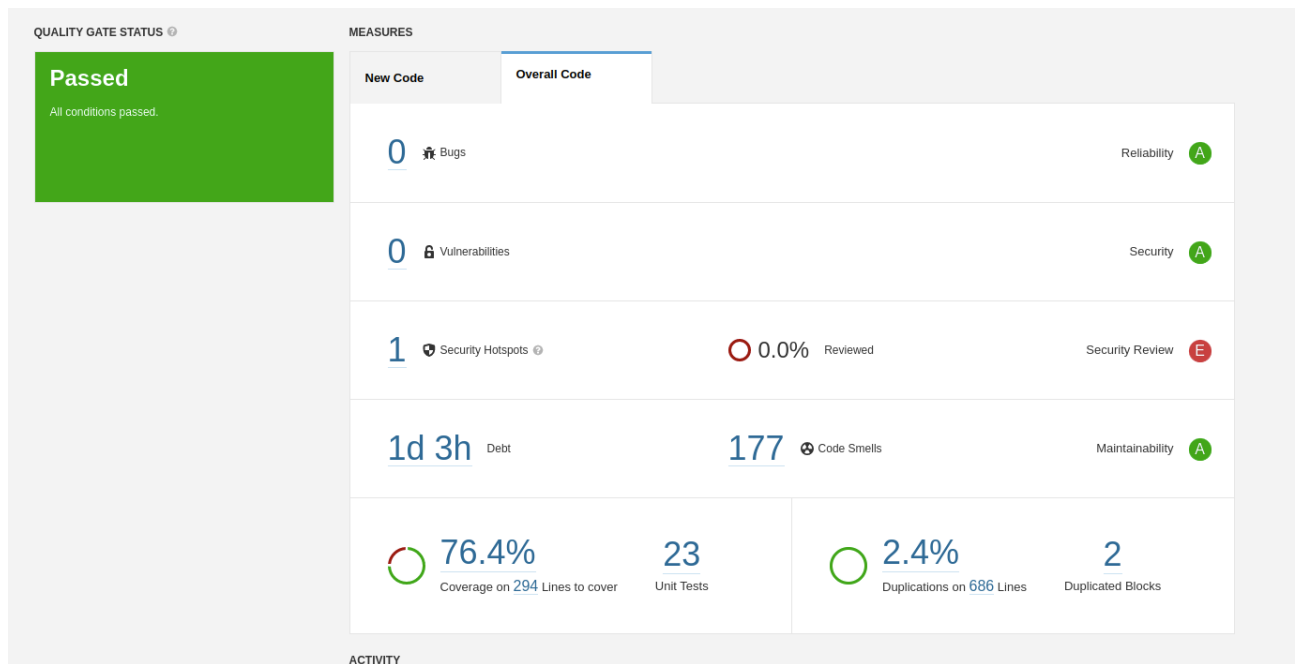 QUALITY GATE STATUS
MEASURES
Passed
All conditions passed.
New Code
Overall Code
0 Bugs
Reliability A
0 Vulnerabilities
Security A
1 Security Hotspots
0.0% Reviewed
Security Review E
1d 3h Debt
177 Code Smells
Maintainability A
76.4%
Coverage on 294 Lines to cover
23
Unit Tests
2.4%
Duplications on 686 Lines
2
Duplicated Blocks
ACTIVITY